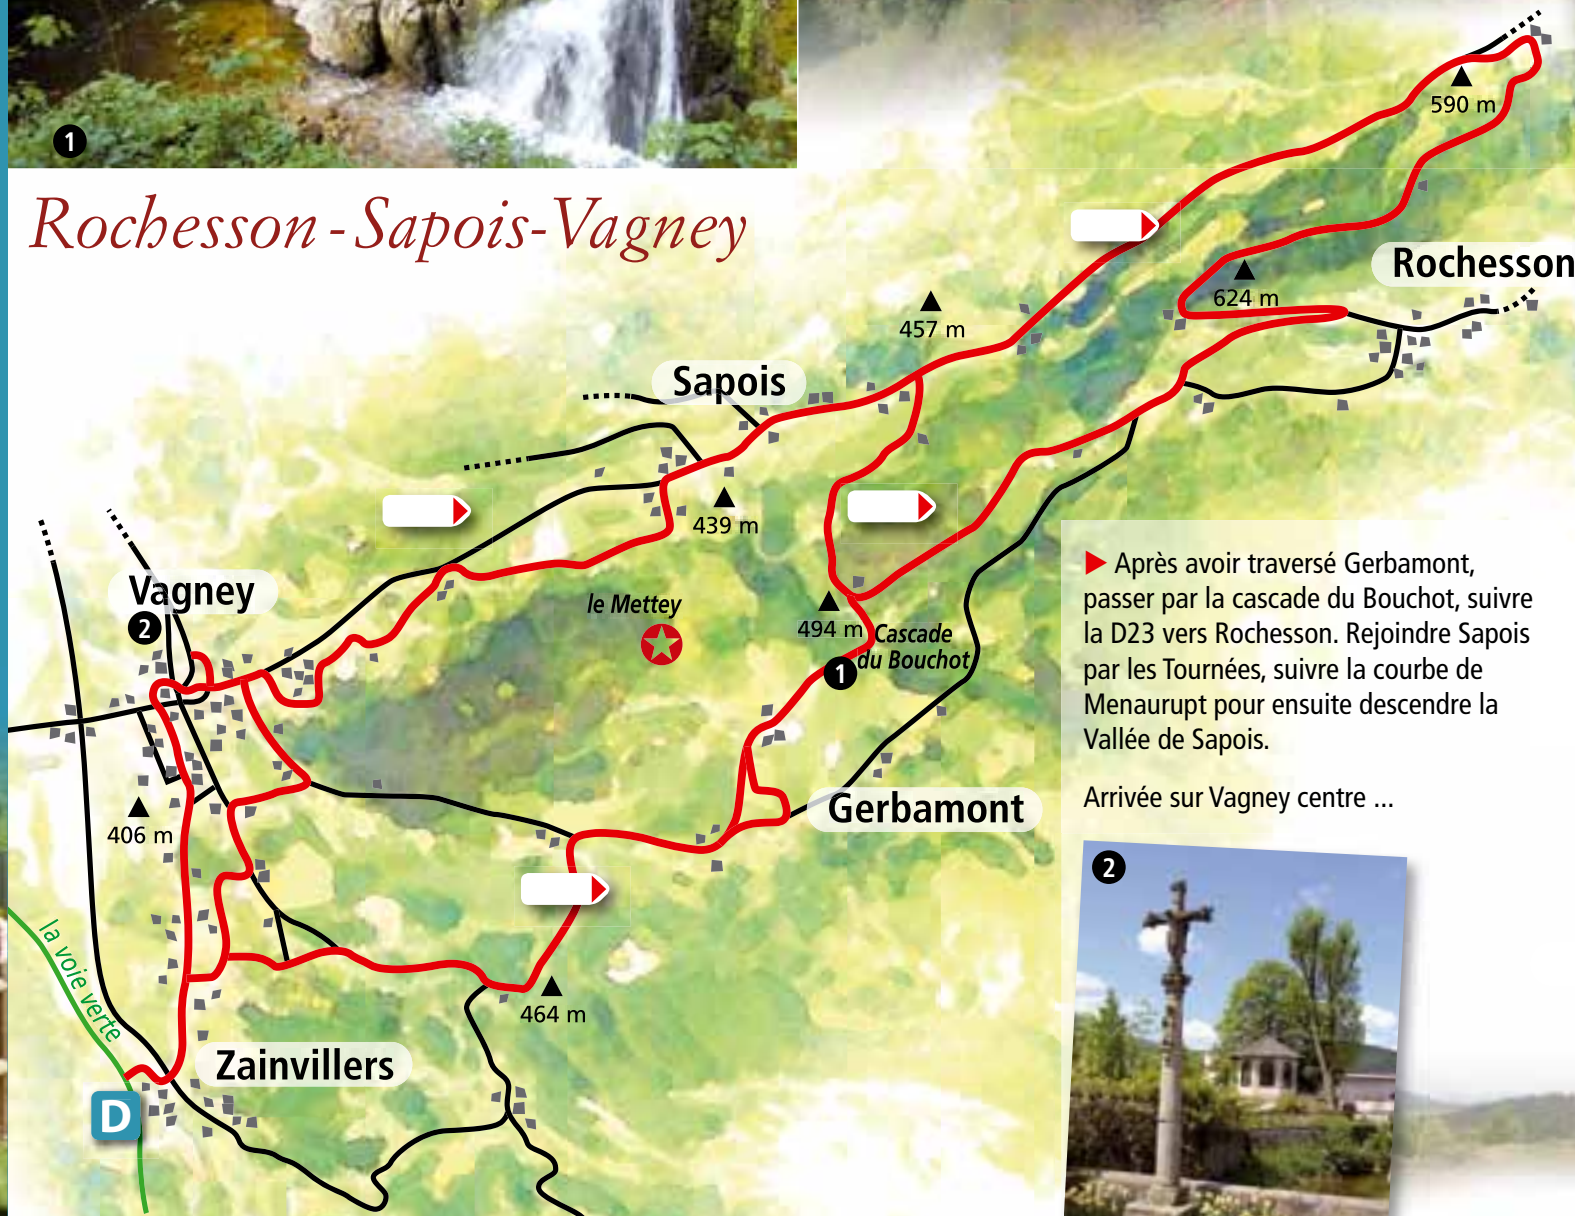 1
Rochesson - Sapois-Vagney
590 m
Rochesson
624 m
457 m
Sapois
439 m
Vagney
2
le Mettey
494 m
Cascade
du Bouchot
1
Gerbamont
406 m
464 m
la voie verte
Zainvillers
D
Après avoir traversé Gerbamont,
passer par la cascade du Bouchot, suivre
la D23 vers Rochesson. Rejoindre Sapois
par les Tournées, suivre la courbe de
Menaurupt pour ensuite descendre la
Vallée de Sapois.
Arrivée sur Vagney centre ...
2